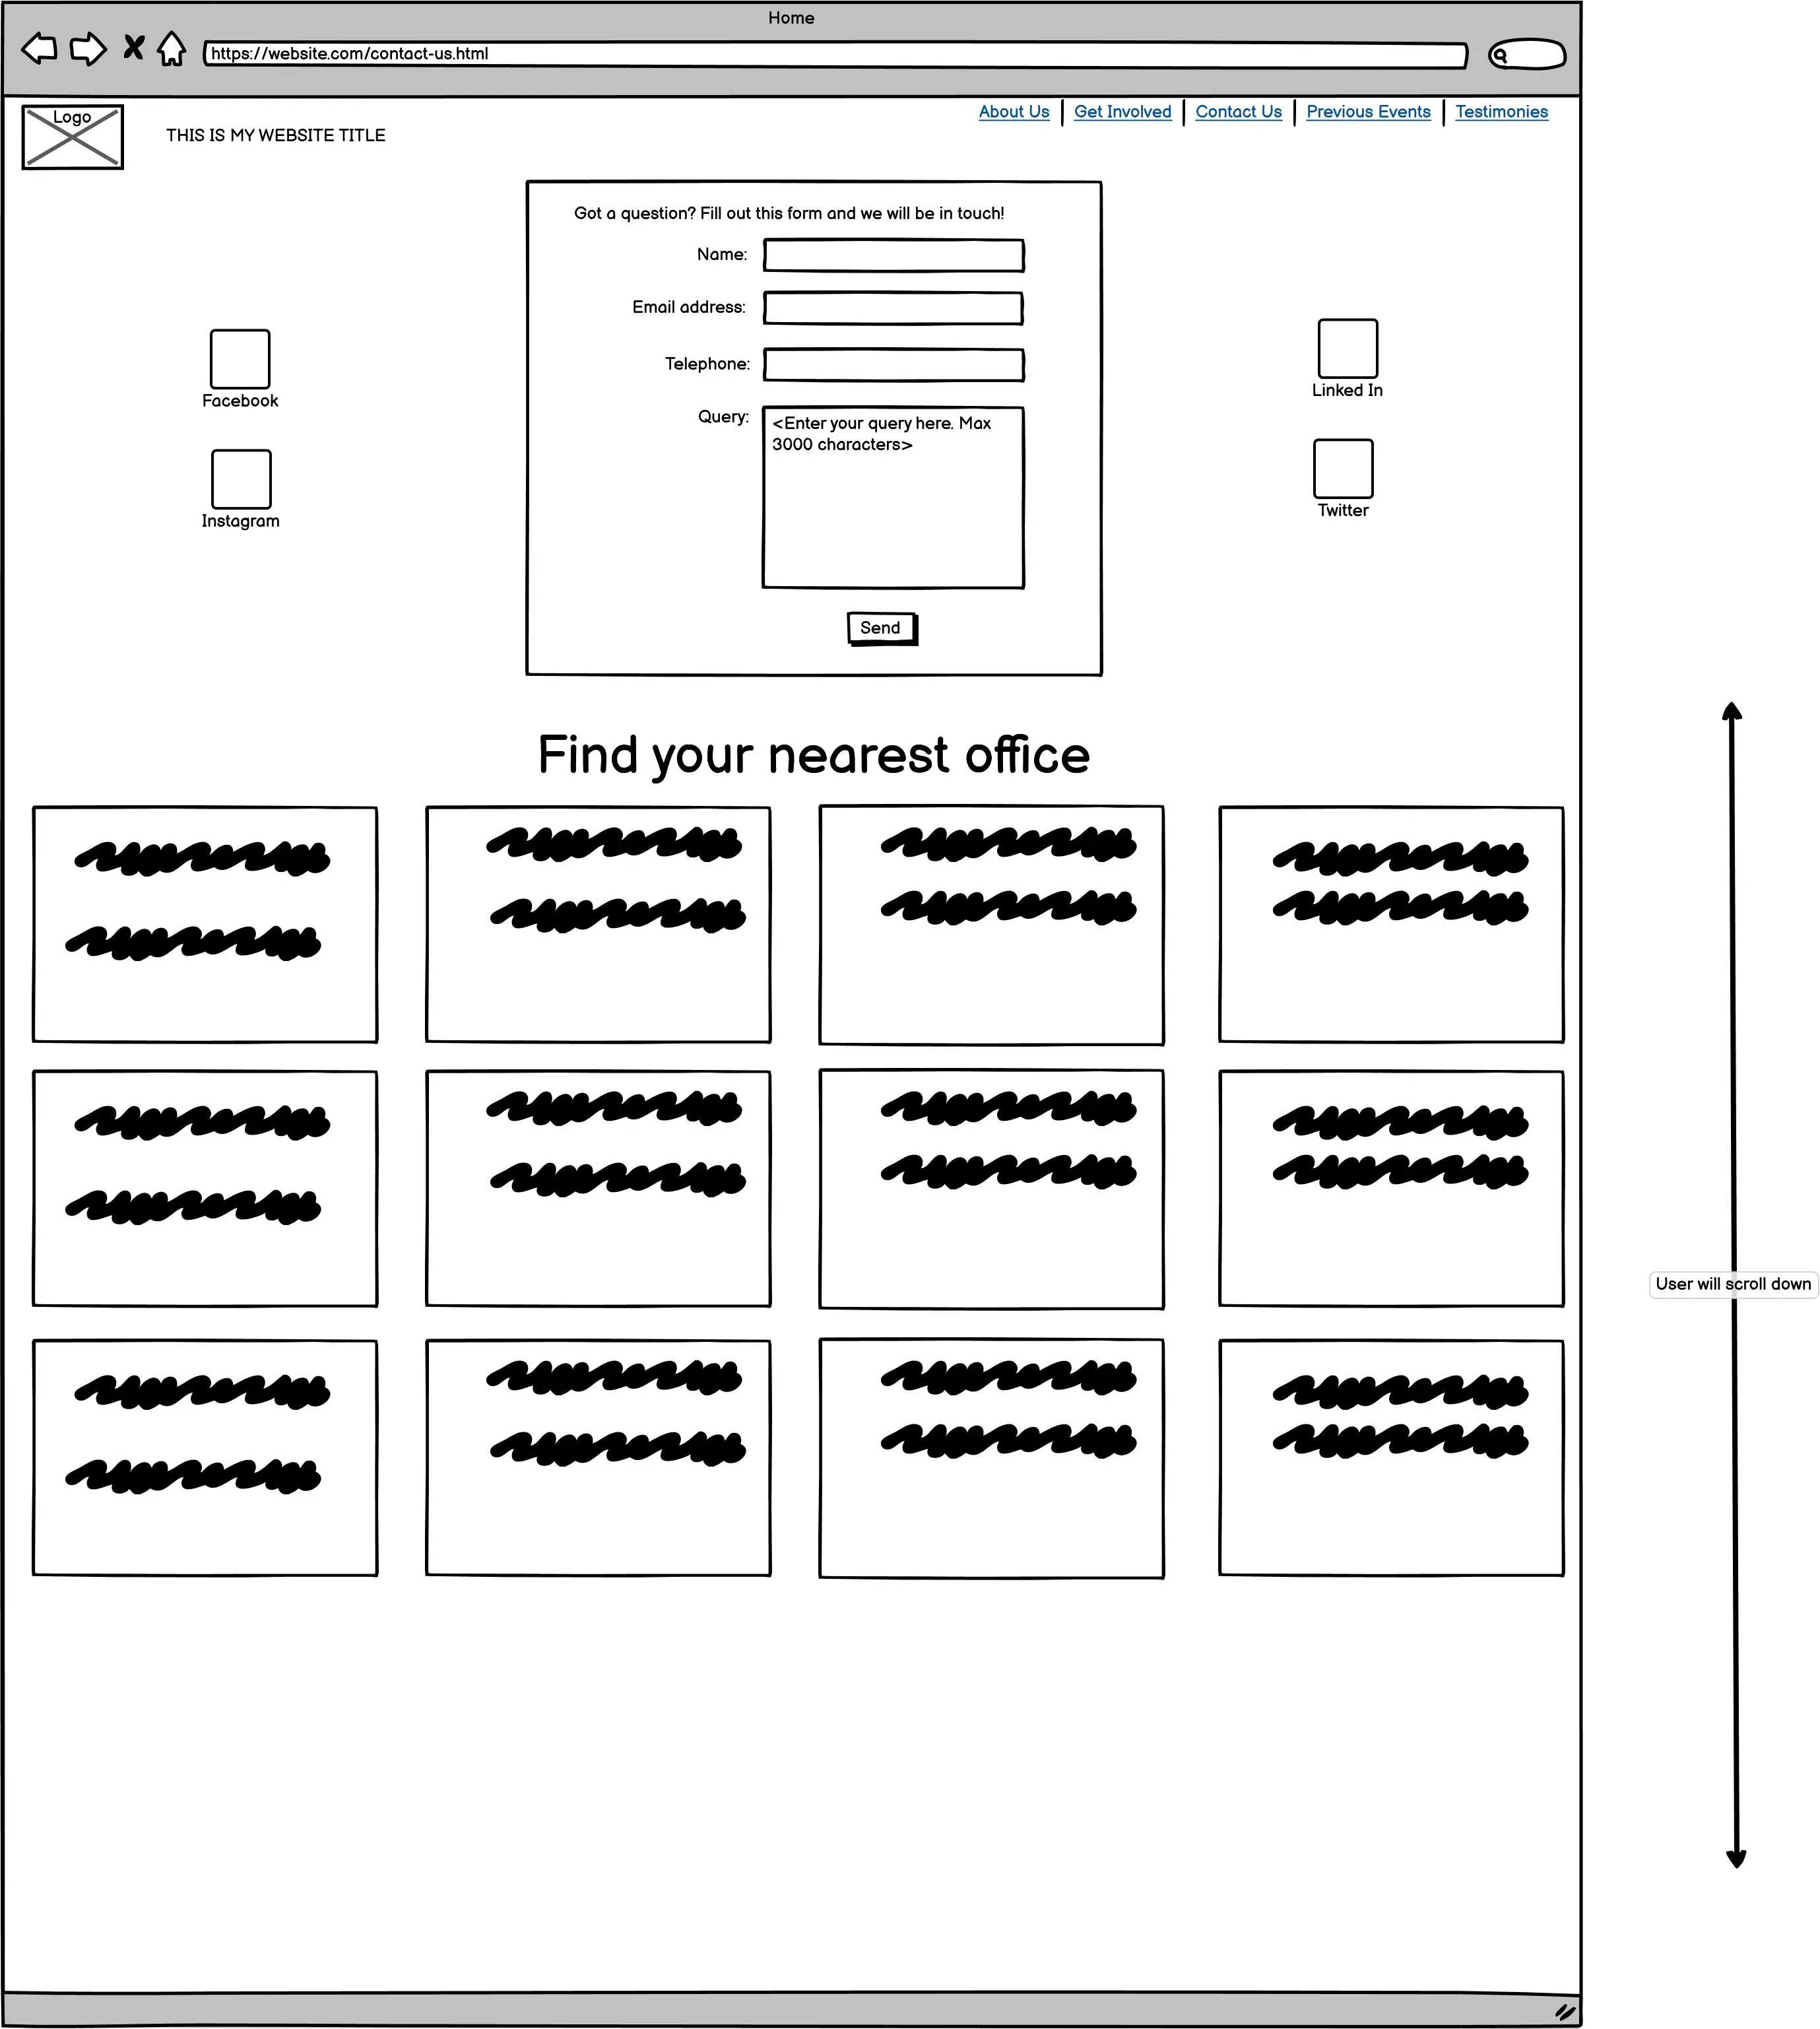 Home
https://website.com/contact-us.html
Logo
THIS IS MY WEBSITE TITLE
About Us
Get Involved
Contact Us
Previous Events
Testimonies
Got a question? Fill out this form and we will be in touch!
Name:
Email address:
Telephone:
Query:
<Enter your query here. Max
3000 characters>
Send
Facebook
Instagram
Linked In
Twitter
Find your nearest office
User will scroll down